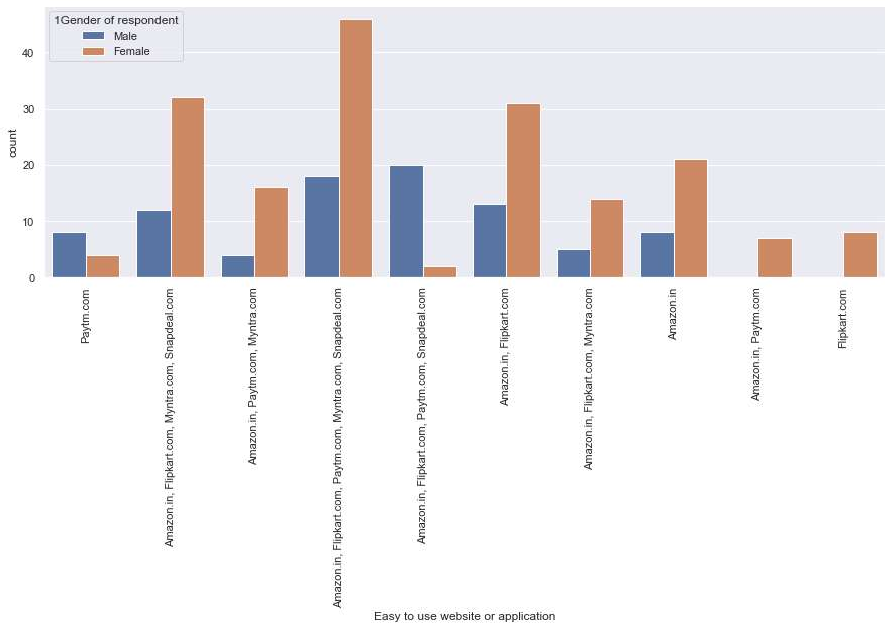 1Gender of respondent
Male
Female
count
40
30
20
10
0
Paytm.com
Amazon.in, Flipkart.com, Myntra.com, Snapdeal.com
Amazon.in, Paytm.com, Myntra.com
Amazon.in, Flipkart.com, Paytm.com, Myntra.com, Snapdeal.com
Amazon.in, Flipkart.com, Paytm.com, Snapdeal.com
Amazon.in, Flipkart.com
Amazon.in, Flipkart.com, Myntra.com
Amazon.in
Amazon.in, Paytm.com
Flipkart.com
Easy to use website or application